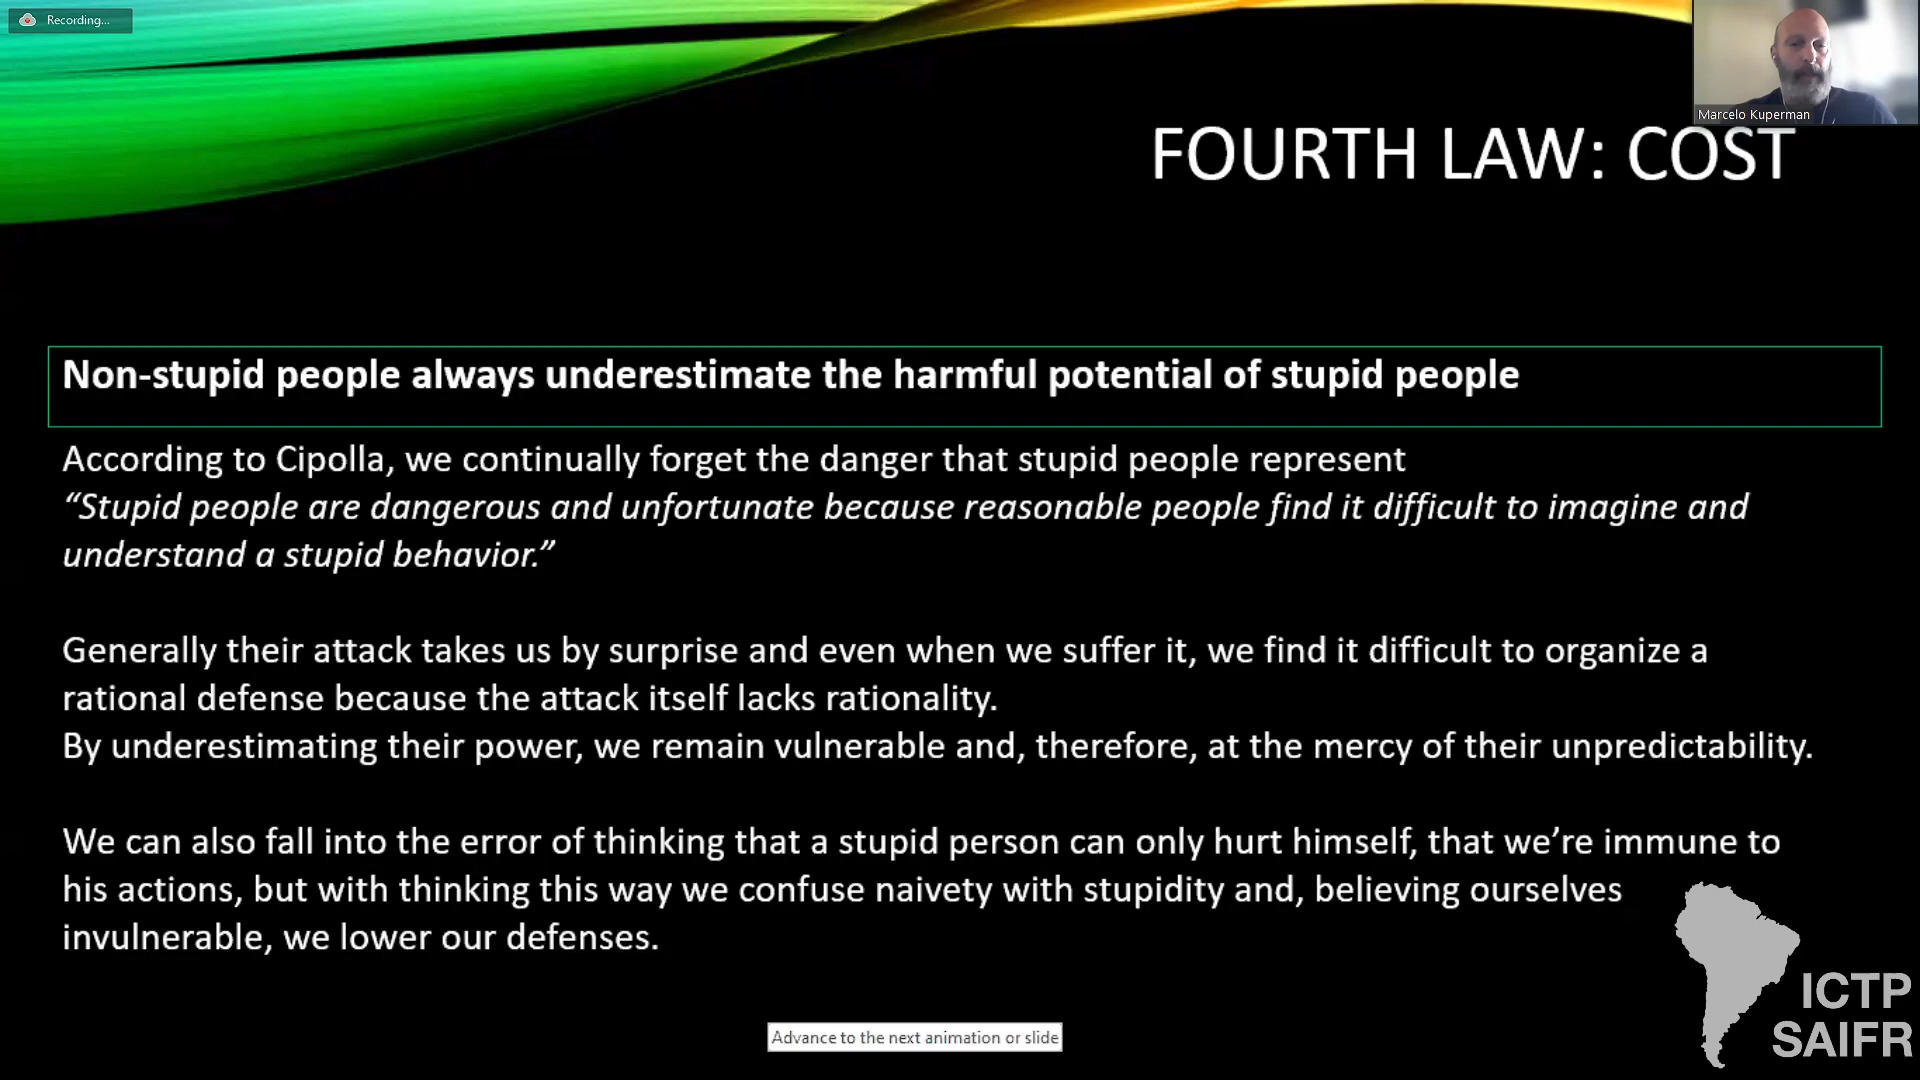 Recording...
Marcelo Kuperman
FOURTH LAW: COST
Non-stupid people always underestimate the harmful potential of stupid people
According to Cipolla, we continually forget the danger that stupid people represent
“Stupid people are dangerous and unfortunate because reasonable people find it difficult to imagine and
understand a stupid behavior.”
Generally their attack takes us by surprise and even when we suffer it, we find it difficult to organize a
rational defense because the attack itself lacks rationality.
By underestimating their power, we remain vulnerable and, therefore, at the mercy of their unpredictability.
We can also fall into the error of thinking that a stupid person can only hurt himself, that we’re immune to
his actions, but with thinking this way we confuse naivety with stupidity and, believing ourselves
invulnerable, we lower our defenses.
ICTP
SAIFR
Advance to the next animation or slide